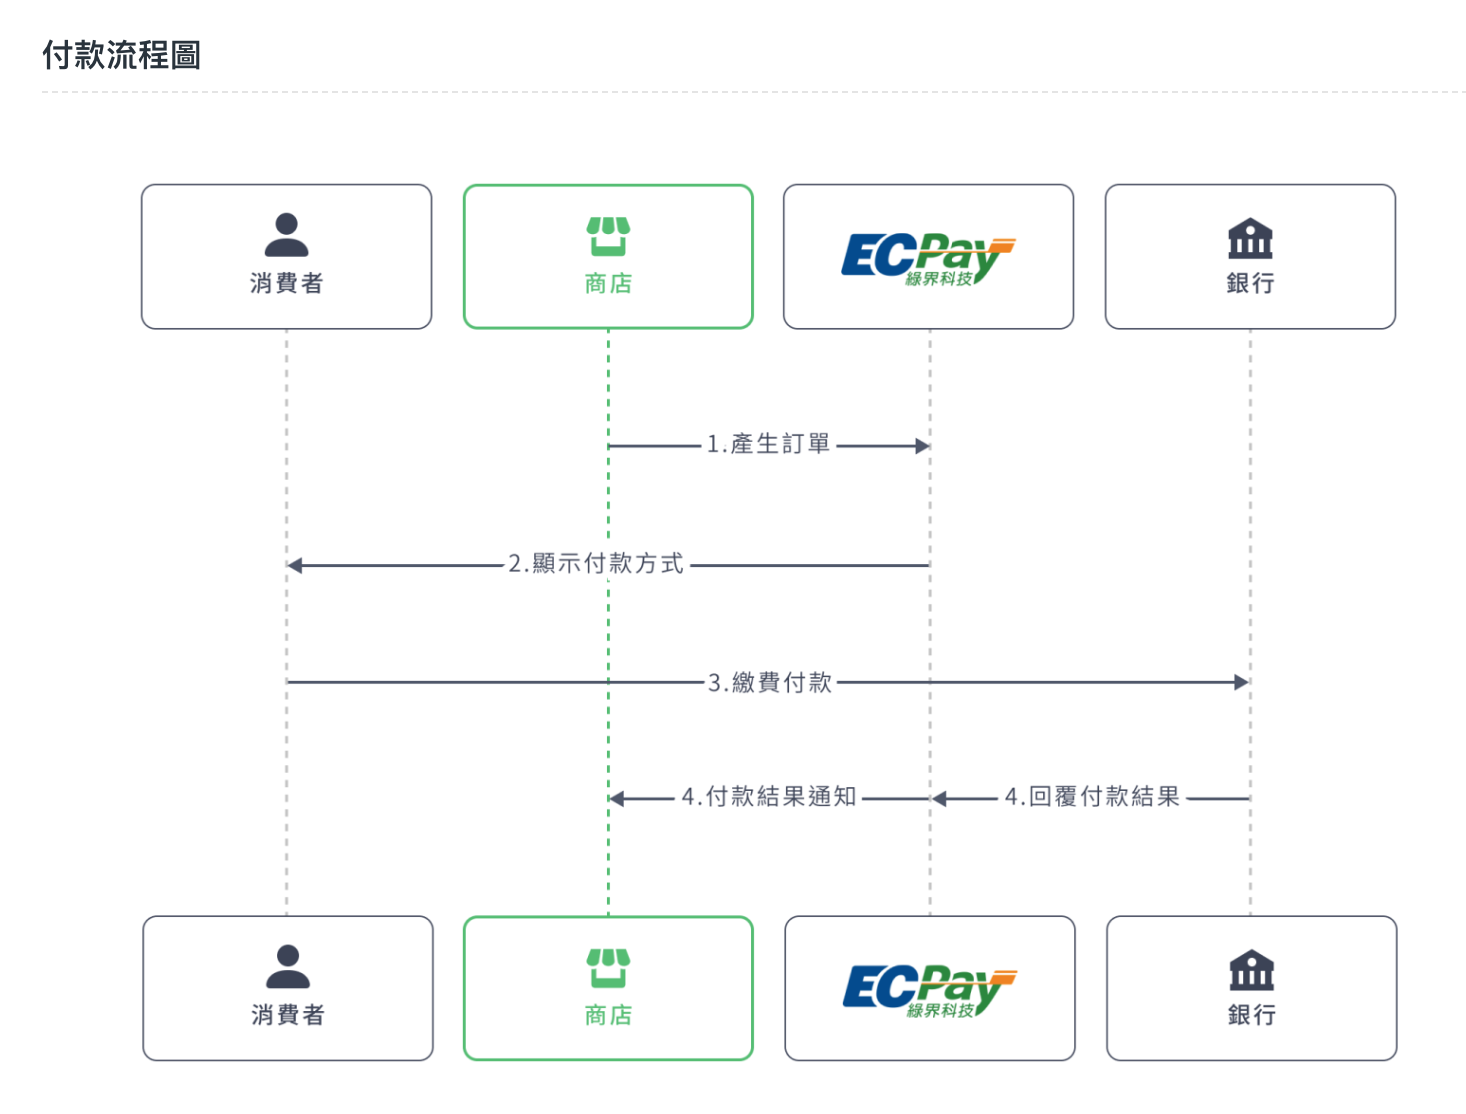 付款流程圖
消費者
商店
ECPay
綠界科技
銀行
1.產生訂單
2.顯示付款方式
3.繳費付款
4.付款結果通知
4.回覆付款結果
消費者
商店
ECPay
綠界科技
銀行